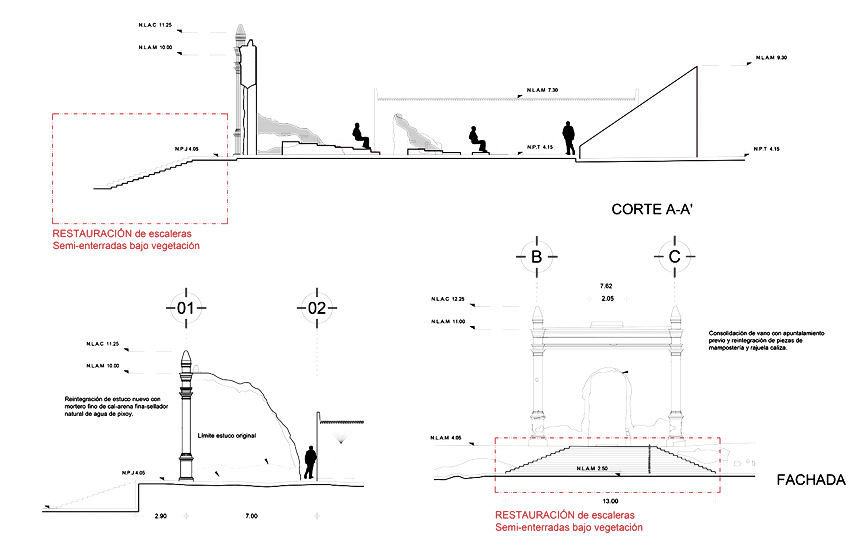 N.L.A.C 11.25
N.L.A.M 10.00
N.L.A.M 9.30
N.L.A.M 7.30
N.P.J 4.05
N.P.T 4.15
N.P.T 4.15
RESTAURACIÓN de escaleras
Semi-enterradas bajo vegetación
CORTE A-A'
01
02
N.L.A.C 11.25
N.L.A.M 10.00
Reintegración de estuco nuevo con
mortero fino de cal-arena fina-sellador
natural de agua de pixoy.
Límite estuco original
N.P.J 4.05
2.90
7.00
B
C
7.62
2.05
N.L.A.C 12.25
N.L.A.M 11.00
Consolidación de vano con apuntalamiento
previo y reintegración de piezas de
mampostería y rajuela caliza.
N.L.A.M 4.05
N.L.A.M 2.50
FACHADA
13.00
RESTAURACIÓN de escaleras
Semi-enterradas bajo vegetación